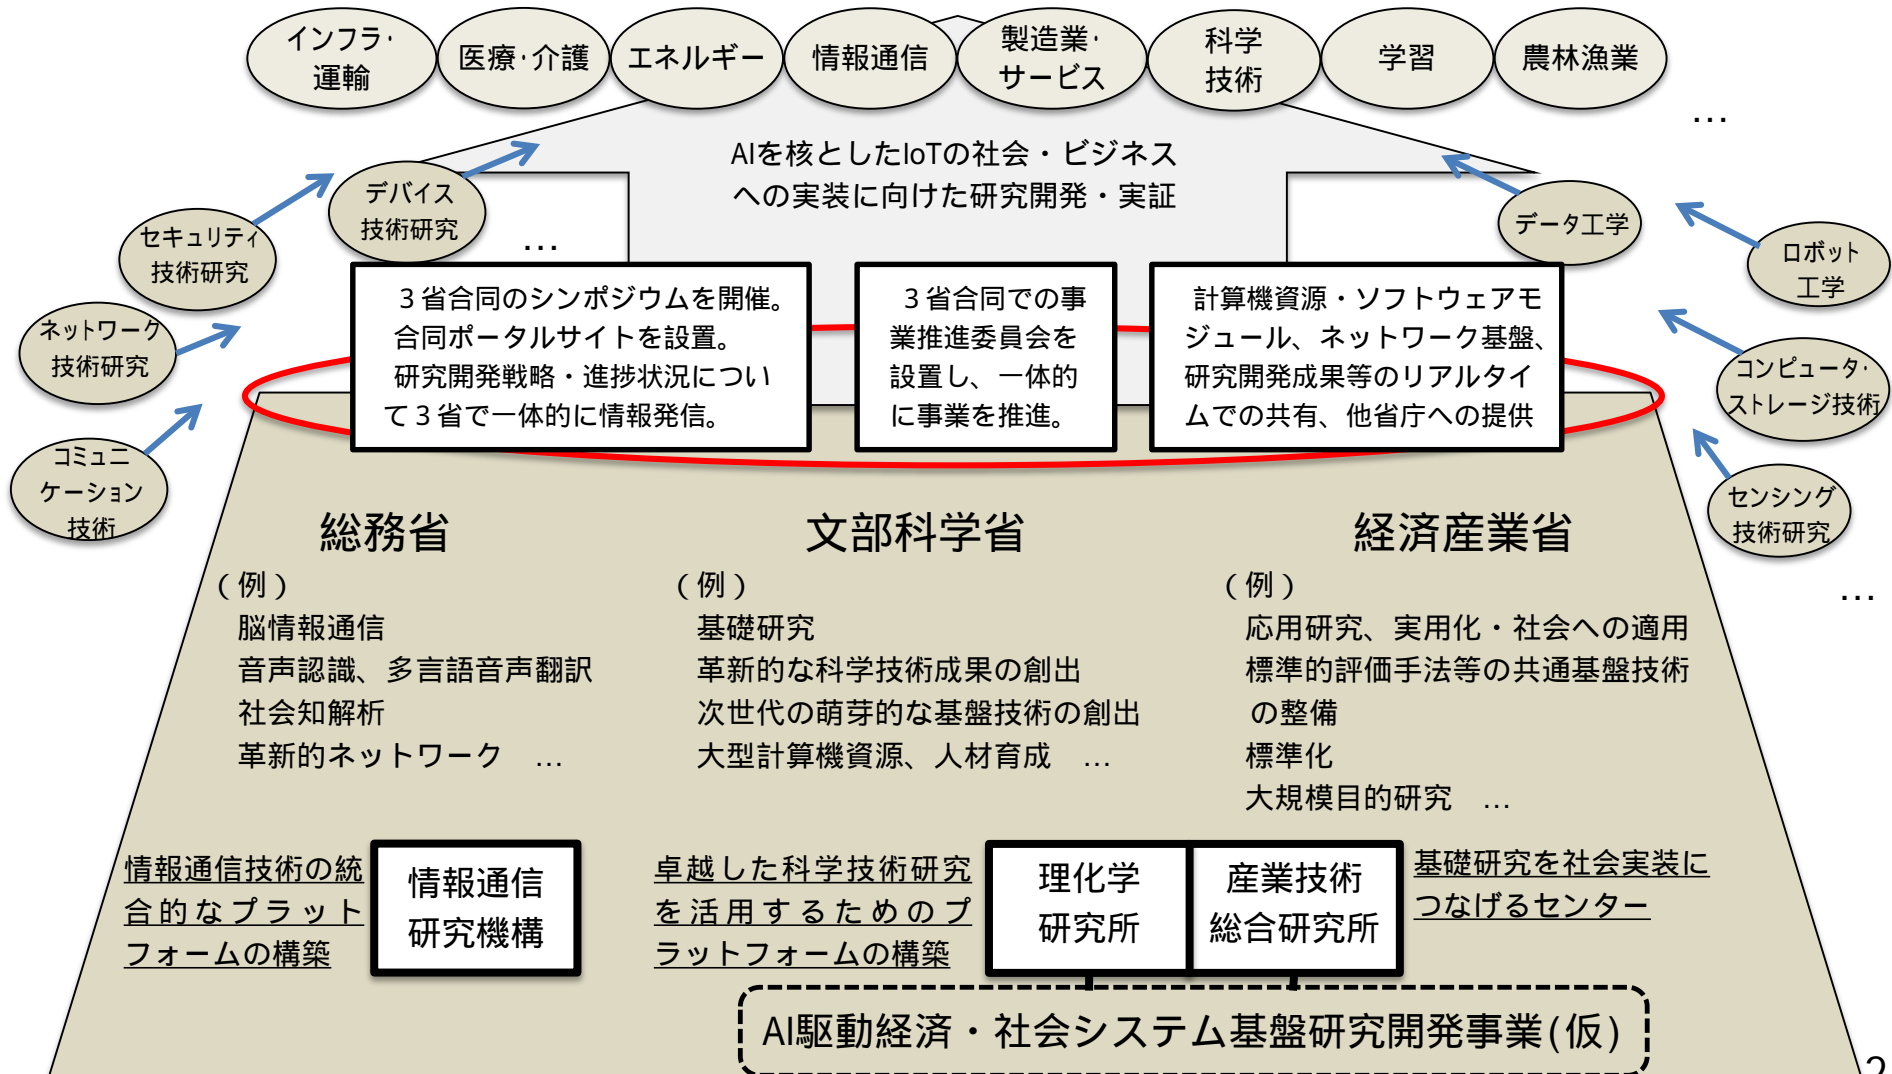 インフラ・
運輸
医療・介護
エネルギー
情報通信
製造業・
サービス
科学
技術
学習
農林漁業
…
AIを核としたIoTの社会・ビジネス
への実装に向けた研究開発・実証
デバイス
技術研究
…
セキュリティ
技術研究
ネットワーク
技術研究
コミュニ
ケーション
技術
データ工学
ロボット
工学
コンピュータ・
ストレージ技術
センシング
技術研究
…
３省合同のシンポジウムを開催。
合同ポータルサイトを設置。
研究開発戦略・進捗状況につい
て３省で一体的に情報発信。
３省合同での事
業推進委員会を
設置し、一体的
に事業を推進。
計算機資源・ソフトウェアモ
ジュール、ネットワーク基盤、
研究開発成果等のリアルタイ
ムでの共有、他省庁への提供
総務省
（例）
脳情報通信
音声認識、多言語音声翻訳
社会知解析
革新的ネットワーク　…
文部科学省
（例）
基礎研究
革新的な科学技術成果の創出
次世代の萌芽的な基盤技術の創出
大型計算機資源、人材育成　…
経済産業省
（例）
応用研究、実用化・社会への適用
標準的評価手法等の共通基盤技術
の整備
標準化
大規模目的研究　…
情報通信技術の統
合的なプラット
フォームの構築
情報通信
研究機構
卓越した科学技術研究
を活用するためのプ
ラットフォームの構築
理化学
研究所
産業技術
総合研究所
基礎研究を社会実装に
つなげるセンター
AI駆動経済・社会システム基盤研究開発事業(仮)
2